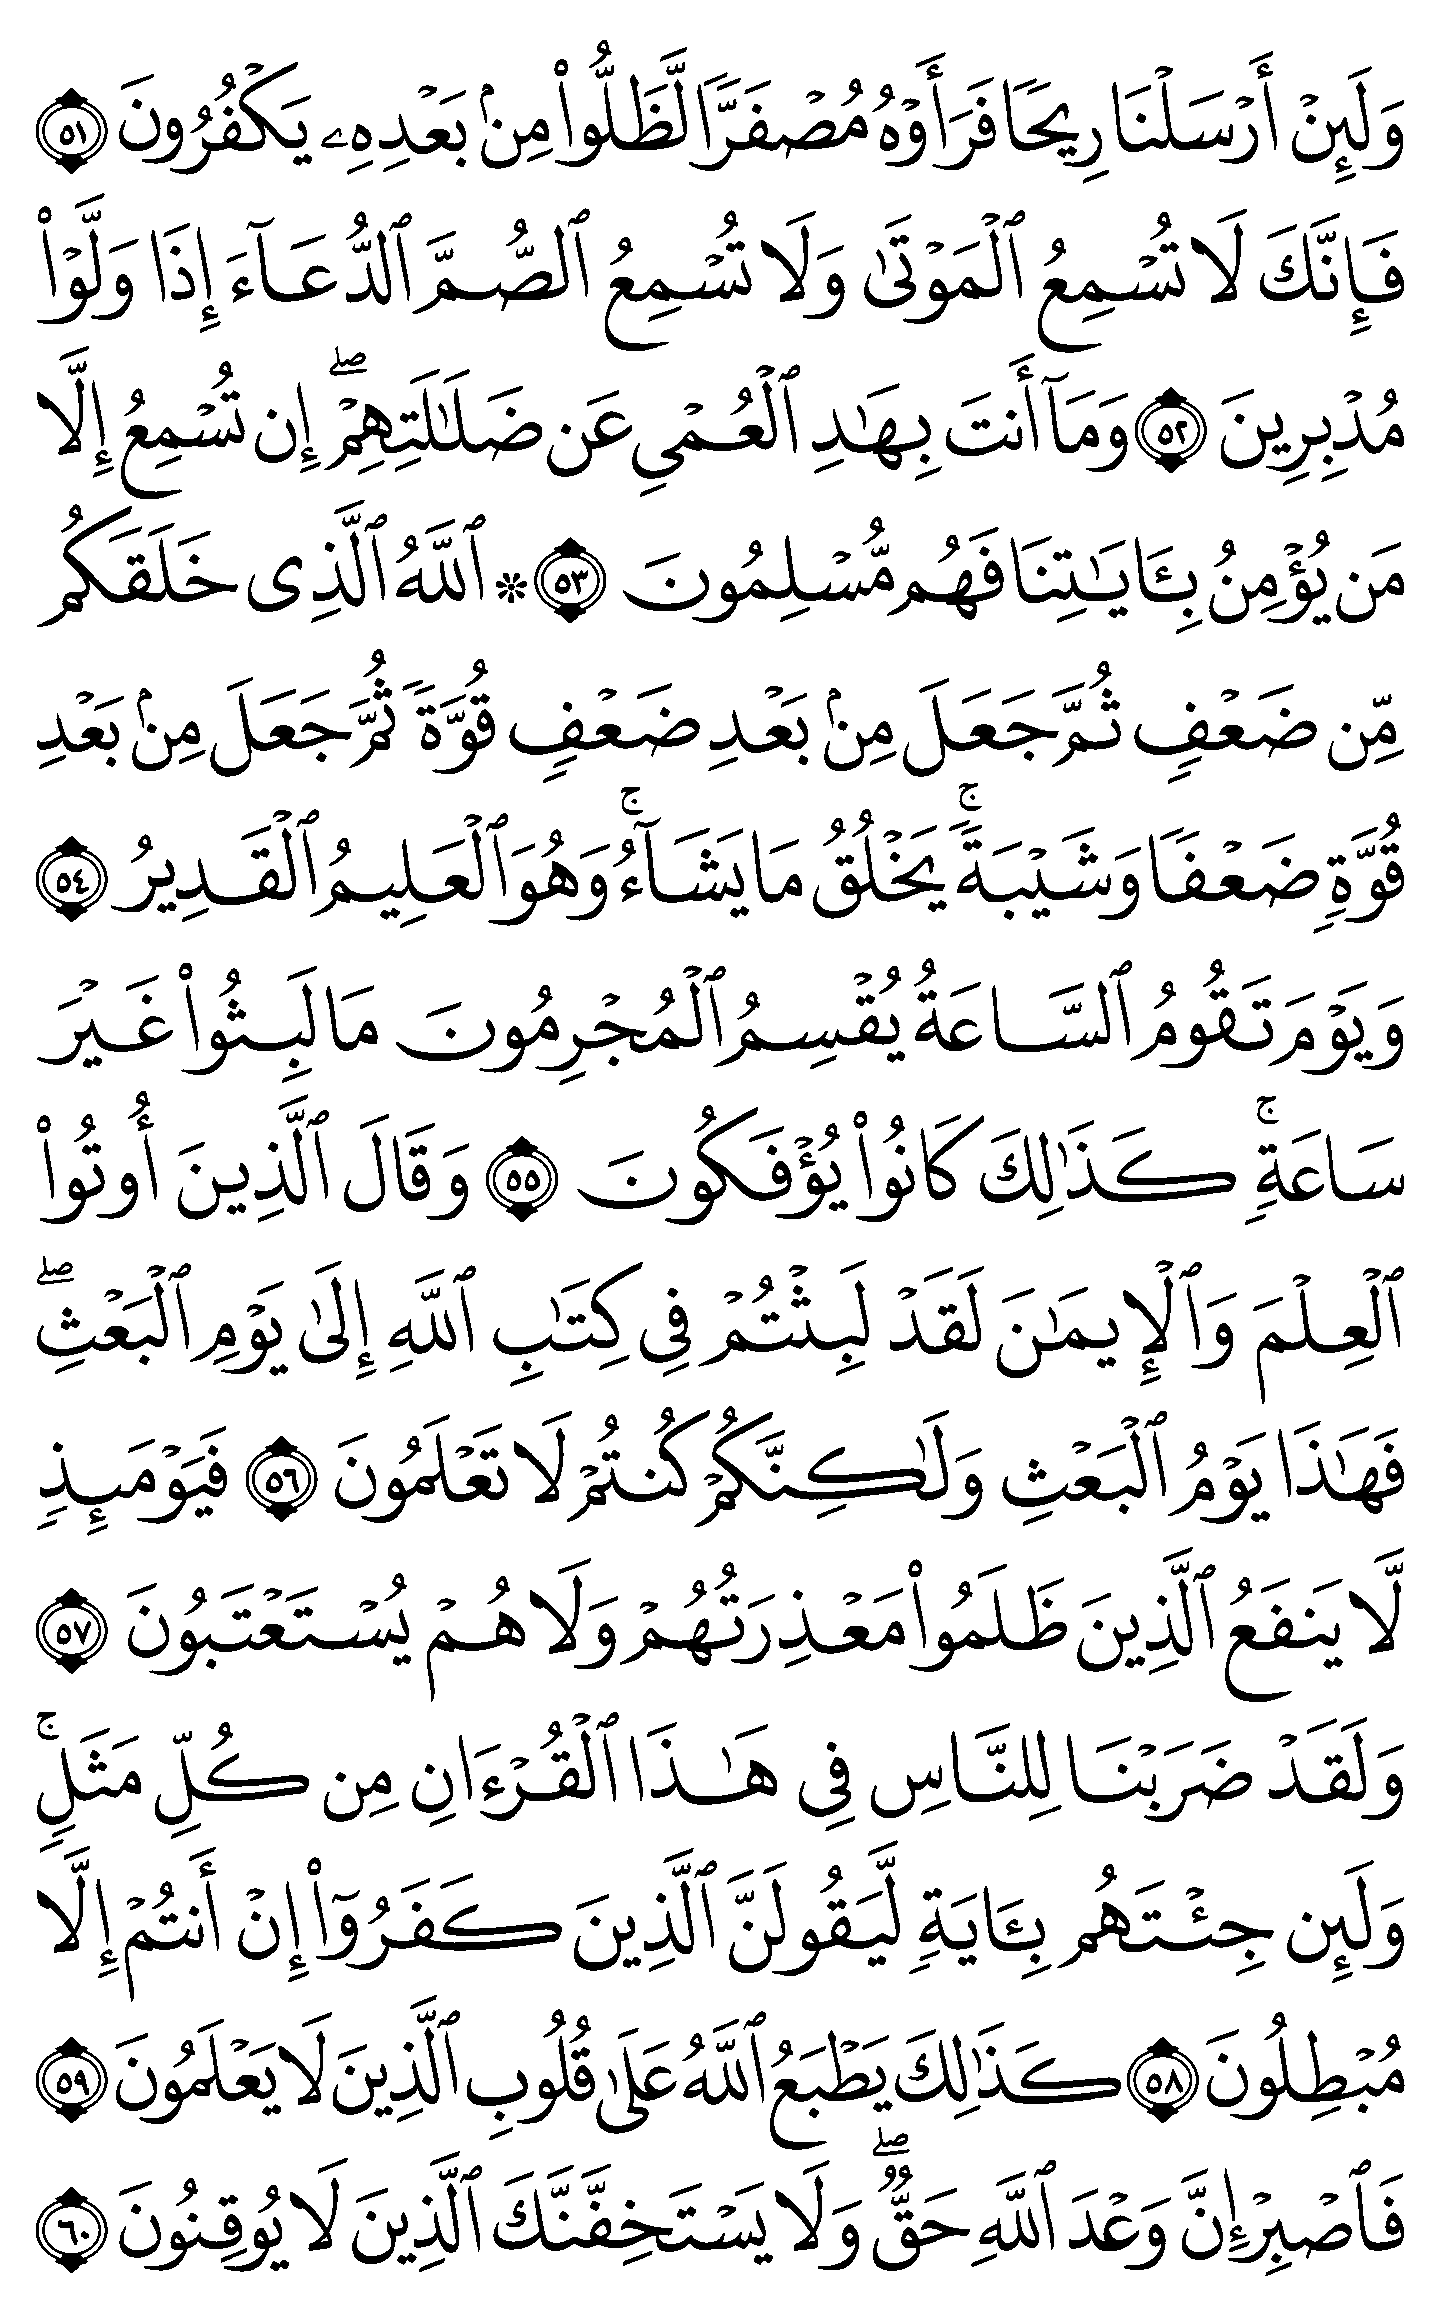 وَلَئِنۡ أَرۡسَلۡنَا رِيحٗا فَرَأَوۡهُ مُصۡفَرّٗا لَّظَلُّواْ مِنۢ بَعۡدِهِۦ يَكۡفُرُونَ ٥١
فَإِنَّكَ لَا تُسۡمِعُ ٱلۡمَوۡتَىٰ وَلَا تُسۡمِعُ ٱلصُّمَّ ٱلدُّعَآءَ إِذَا وَلَّوۡاْ
مُدۡبِرِينَ ٥٢ وَمَآ أَنتَ بِهَٰدِ ٱلۡعُمۡيِ عَن ضَلَٰلَتِهِمۡۖ إِن تُسۡمِعُ إِلَّا
مَن يُؤۡمِنُ بِـَٔايَٰتِنَا فَهُم مُّسۡلِمُونَ ٥٣ ۞ ٱللَّهُ ٱلَّذِي خَلَقَكُم
مِّن ضَعۡفٖ ثُمَّ جَعَلَ مِنۢ بَعۡدِ ضَعۡفٖ قُوَّةٗ ثُمَّ جَعَلَ مِنۢ بَعۡدِ
قُوَّةٖ ضَعۡفٗا وَشَيۡبَةٗۚ يَخۡلُقُ مَا يَشَآءُۚ وَهُوَ ٱلۡعَلِيمُ ٱلۡقَدِيرُ ٥٤
وَيَوۡمَ تَقُومُ ٱلسَّاعَةُ يُقۡسِمُ ٱلۡمُجۡرِمُونَ مَا لَبِثُواْ غَيۡرَ
سَاعَةٖۚ كَذَٰلِكَ كَانُواْ يُؤۡفَكُونَ ٥٥ وَقَالَ ٱلَّذِينَ أُوتُواْ
ٱلۡعِلۡمَ وَٱلۡإِيمَٰنَ لَقَدۡ لَبِثۡتُمۡ فِي كِتَٰبِ ٱللَّهِ إِلَىٰ يَوۡمِ ٱلۡبَعۡثِۖ
فَهَٰذَا يَوۡمُ ٱلۡبَعۡثِ وَلَٰكِنَّكُمۡ كُنتُمۡ لَا تَعۡلَمُونَ ٥٦ فَيَوۡمَئِذٖ
لَّا يَنفَعُ ٱلَّذِينَ ظَلَمُواْ مَعۡذِرَتُهُمۡ وَلَا هُمۡ يُسۡتَعۡتَبُونَ ٥٧
وَلَقَدۡ ضَرَبۡنَا لِلنَّاسِ فِي هَٰذَا ٱلۡقُرۡءَانِ مِن كُلِّ مَثَلٖۚ
وَلَئِن جِئۡتَهُم بِـَٔايَةٖ لَّيَقُولَنَّ ٱلَّذِينَ كَفَرُوٓاْ إِنۡ أَنتُمۡ إِلَّا
مُبۡطِلُونَ ٥٨ كَذَٰلِكَ يَطۡبَعُ ٱللَّهُ عَلَىٰ قُلُوبِ ٱلَّذِينَ لَا يَعۡلَمُونَ ٥٩
فَٱصۡبِرۡ إِنَّ وَعۡدَ ٱللَّهِ حَقّٞۖ وَلَا يَسۡتَخِفَّنَّكَ ٱلَّذِينَ لَا يُوقِنُونَ ٦٠